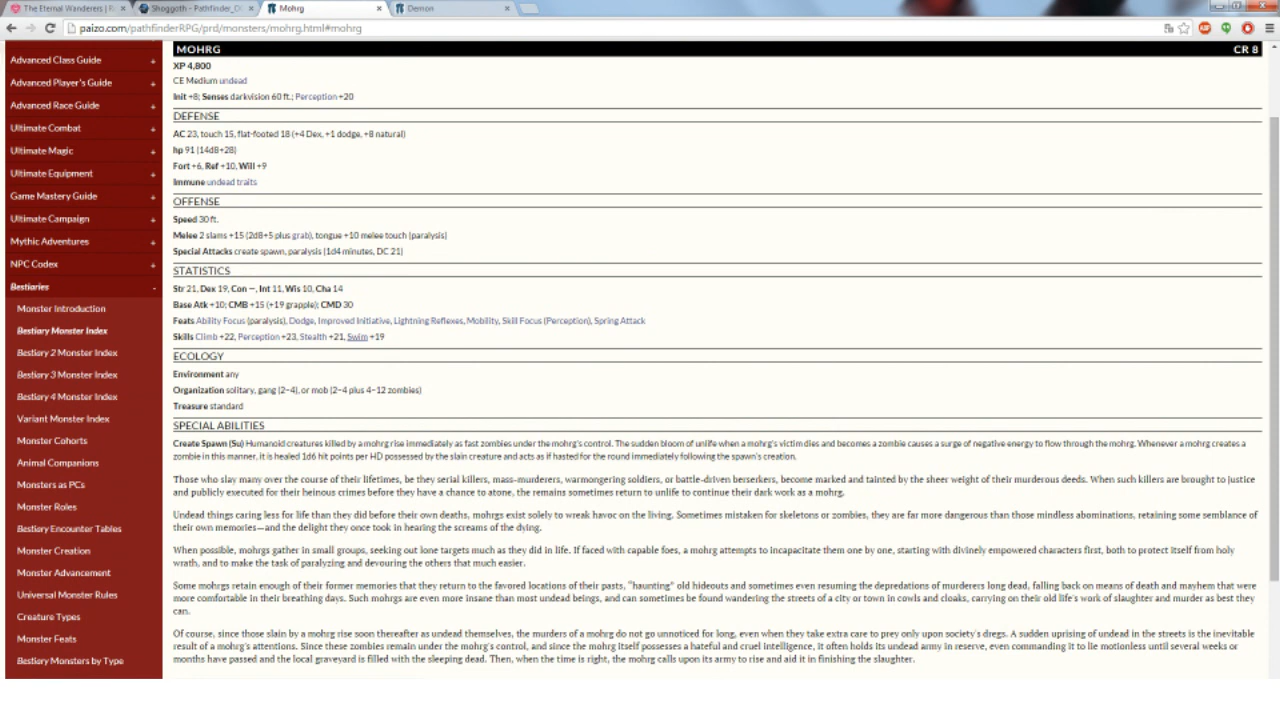 The Eternal Wanderers | 
Shoggoth - Pathfinder_O
Mohrg
Demon
paizo.com/pathfinderRPG/prd/monsters/mohrg.html#mohrg
Advanced Class Guide +
Advanced Player's Guide +
Advanced Race Guide +
Ultimate Combat +
Ultimate Magic +
Ultimate Equipment +
Game Mastery Guide +
Ultimate Campaign +
Mythic Adventures +
NPC Codex +
Bestiaries -
Monster Introduction
Bestiary Monster Index
Bestiary 2 Monster Index
Bestiary 3 Monster Index
Bestiary 4 Monster Index
Variant Monster Index
Monster Cohorts
Animal Companions
Monsters as PCs
Monster Roles
Bestiary Encounter Tables
Monster Creation
Monster Advancement
Universal Monster Rules
Creature Types
Monster Feats
Bestiary Monsters by Type
MOHRG CR 8
XP 4,800
CE Medium undead
Init +8; Senses darkvision 60 ft.; Perception +20
DEFENSE
AC 23, touch 15, flat-footed 18 (+4 Dex, +1 dodge, +8 natural)
hp 91 (14d8+28)
Fort +6, Ref +10, Will +9
Immune undead traits
OFFENSE
Speed 30 ft.
Melee 2 slams +15 (2d8+5 plus grab), tongue +10 melee touch (paralysis)
Special Attacks create spawn, paralysis (1d4 minutes, DC 21)
STATISTICS
Str 21, Dex 19, Con —, Int 11, Wis 10, Cha 14
Base Atk +10; CMB +15 (+19 grapple); CMD 30
Feats Ability Focus (paralysis), Dodge, Improved Initiative, Lightning Reflexes, Mobility, Skill Focus (Perception), Spring Attack
Skills Climb +22, Perception +23, Stealth +21, Swim +19
ECOLOGY
Environment any
Organization solitary, gang (2–4), or mob (2–4 plus 4–12 zombies)
Treasure standard
SPECIAL ABILITIES
Create Spawn (Su) Humanoid creatures killed by a mohrg rise immediately as fast zombies under the mohrg's control. The sudden bloom of unlife when a mohrg's victim dies and becomes a zombie causes a surge of negative energy to flow through the mohrg. Whenever a mohrg creates a
zombie in this manner, it is healed 1d6 hit points per HD possessed by the slain creature and acts as if hasted for the round immediately following the spawn's creation.
Those who slay many over the course of their lifetimes, be they serial killers, mass-murderers, warmongering soldiers, or battle-driven berserkers, become marked and tainted by the sheer weight of their murderous deeds. When such killers are brought to justice
and publicly executed for their heinous crimes before they have a chance to atone, the remains sometimes return to unlife to continue their dark work as a mohrg.
Undead things caring less for life than they did before their own deaths, mohrgs exist solely to wreak havoc on the living. Sometimes mistaken for skeletons or zombies, they are far more dangerous than those mindless abominations, retaining some semblance of
their own memories—and the delight they once took in hearing the screams of the dying.
When possible, mohrgs gather in small groups, seeking out lone targets much as they did in life. If faced with capable foes, a mohrg attempts to incapacitate them one by one, starting with divinely empowered characters first, both to protect itself from holy
wrath, and to make the task of paralyzing and devouring the others that much easier.
Some mohrgs retain enough of their former memories that they return to the favored locations of their pasts, "haunting" old hideouts and sometimes even resuming the depredations of murderers long dead, falling back on means of death and mayhem that were
more comfortable in their breathing days. Such mohrgs are even more insane than most undead beings, and can sometimes be found wandering the streets of a city or town in cowls and cloaks, carrying on their old life's work of slaughter and murder as best they
can.
Of course, since those slain by a mohrg rise soon thereafter as undead themselves, the murders of a mohrg do not go unnoticed for long, even when they take extra care to prey only upon society's dregs. A sudden uprising of undead in the streets is the inevitable
result of a mohrg's attentions. Since these zombies remain under the mohrg's control, and since the mohrg itself possesses a hateful and cruel intelligence, it often holds its undead army in reserve, even commanding it to lie motionless until several weeks or
months have passed and the local graveyard is filled with the sleeping dead. Then, when the time is right, the mohrg calls upon its army to rise and aid it in finishing the slaughter.